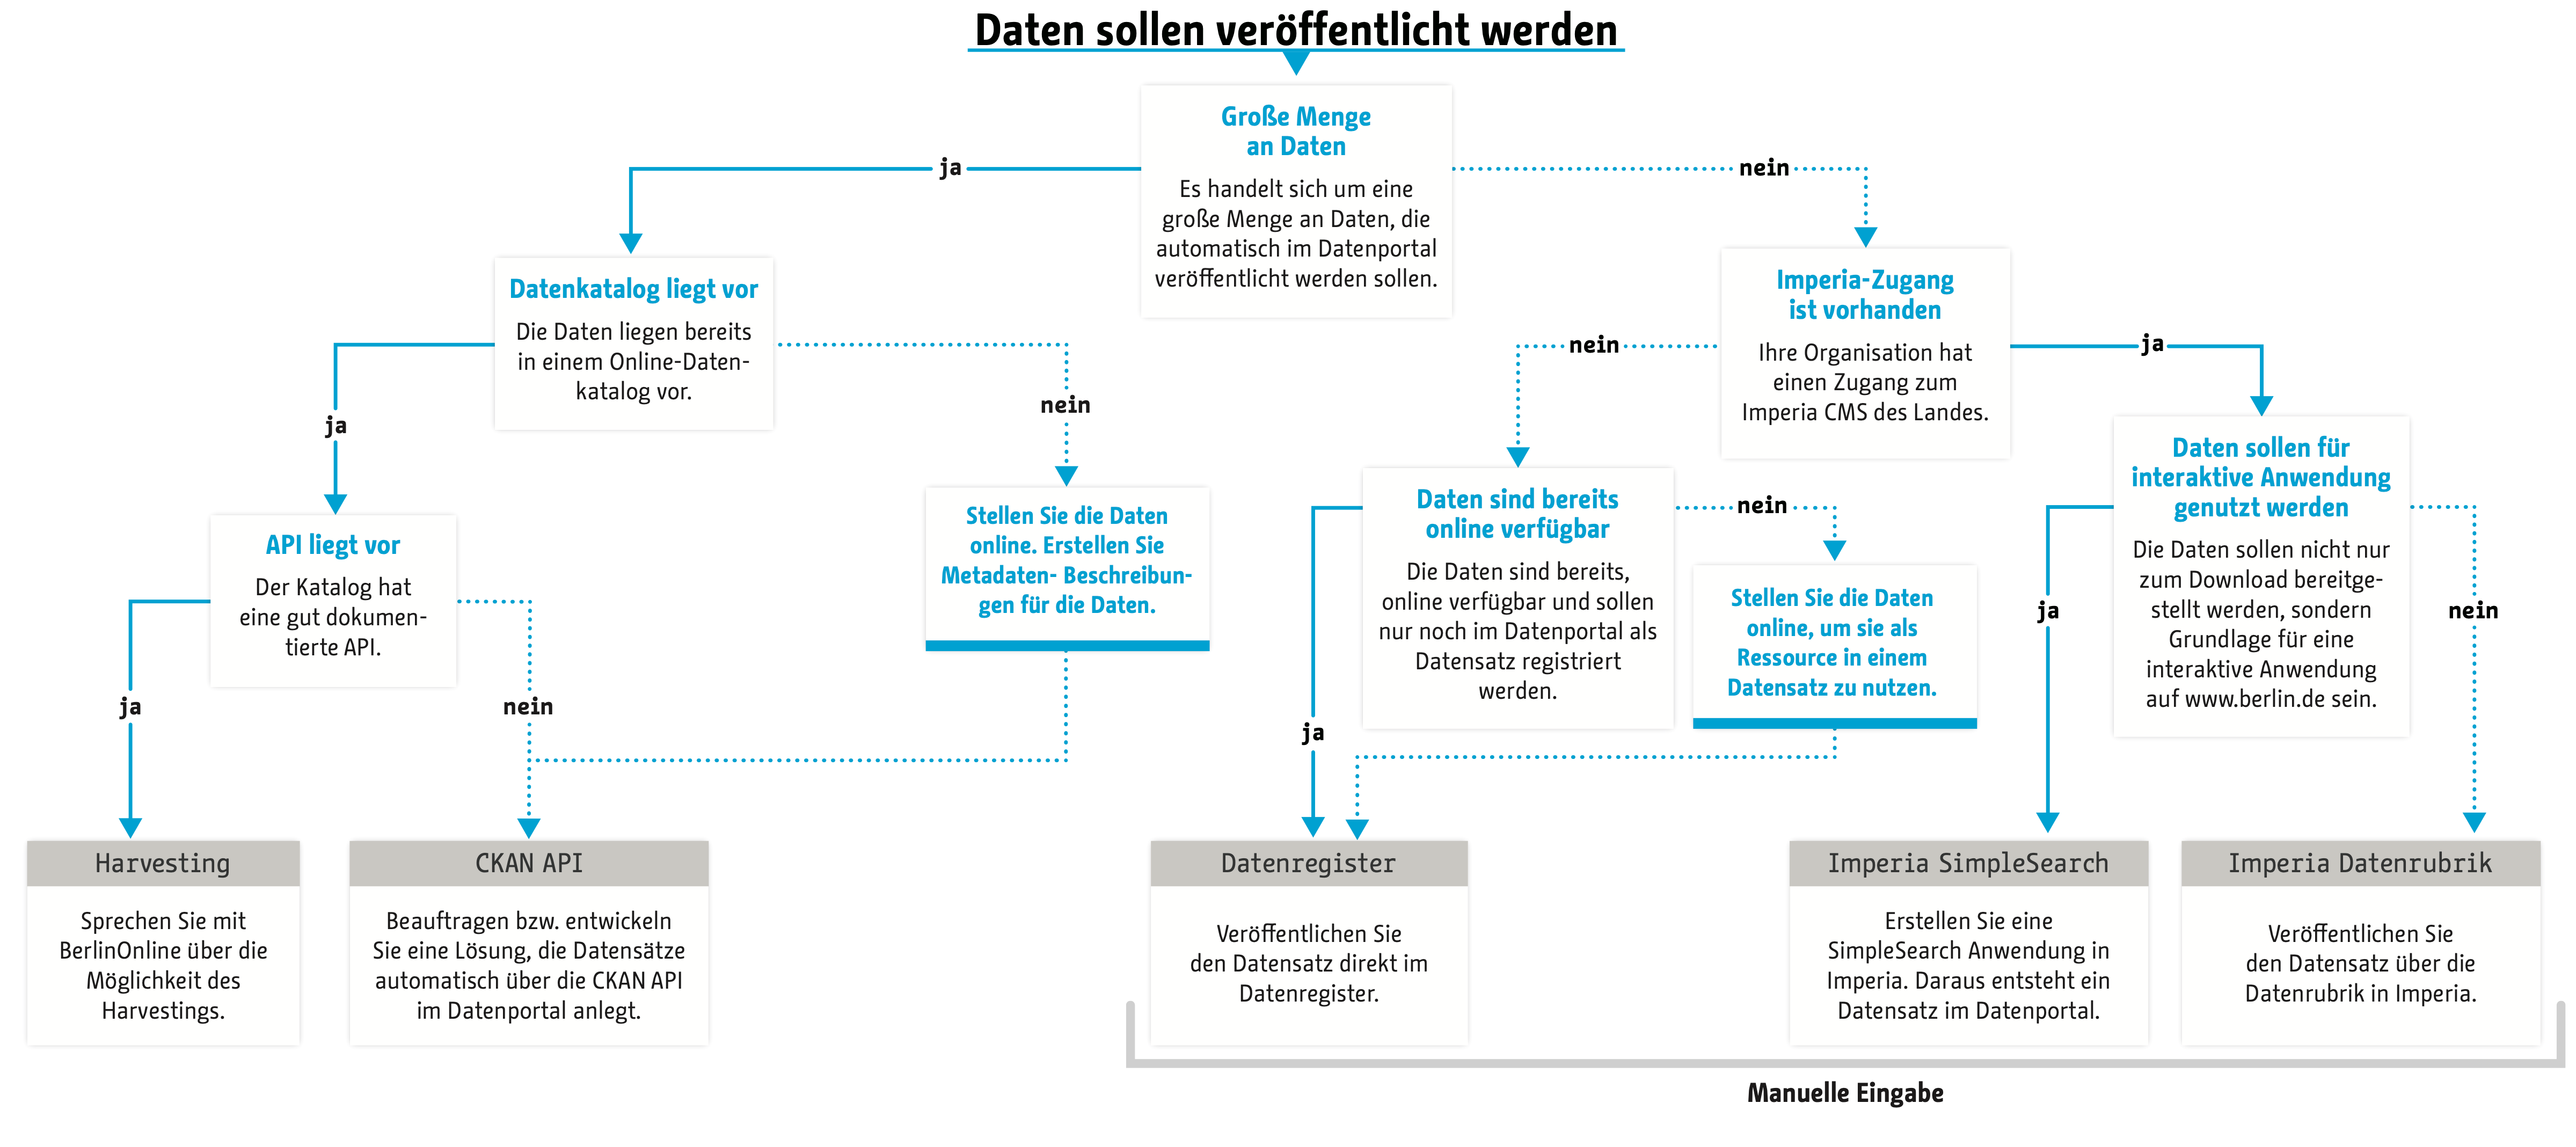 Daten sollen veröffentlicht werden
Große Menge
an Daten
Es handelt sich um eine
große Menge an Daten, die
automatisch im Datenportal
veröffentlicht werden sollen.
ja
nein
Datenkatalog liegt vor
Die Daten liegen bereits
in einem Online-Daten-
katalog vor.
ja
nein
Imperia-Zugang
ist vorhanden
Ihre Organisation hat
einen Zugang zum
Imperia CMS des Landes.
nein
ja
API liegt vor
Der Katalog hat
eine gut dokumen-
tierte API.
ja
nein
Stellen Sie die Daten
online. Erstellen Sie
Metadaten- Beschreibun-
gen für die Daten.
Daten sind bereits
online verfügbar
Die Daten sind bereits,
online verfügbar und sollen
nur noch im Datenportal als
Datensatz registriert
werden.
ja
nein
Stellen Sie die Daten
online, um sie als
Ressource in einem
Datensatz zu nutzen.
Daten sollen für
interaktive Anwendung
genutzt werden
Die Daten sollen nicht nur
zum Download bereitge-
stellt werden, sondern
Grundlage für eine
interaktive Anwendung
auf www.berlin.de sein.
ja
nein
Harvesting
Sprechen Sie mit
BerlinOnline über die
Möglichkeit des
Harvestings.
CKAN API
Beauftragen bzw. entwickeln
Sie eine Lösung, die Datensätze
automatisch über die CKAN API
im Datenportal anlegt.
Datenregister
Veröffentlichen Sie
den Datensatz direkt im
Datenregister.
Imperia SimpleSearch
Erstellen Sie eine
SimpleSearch Anwendung in
Imperia. Daraus entsteht ein
Datensatz im Datenportal.
Imperia Datenrubrik
Veröffentlichen Sie
den Datensatz über die
Datenrubrik in Imperia.
Manuelle Eingabe